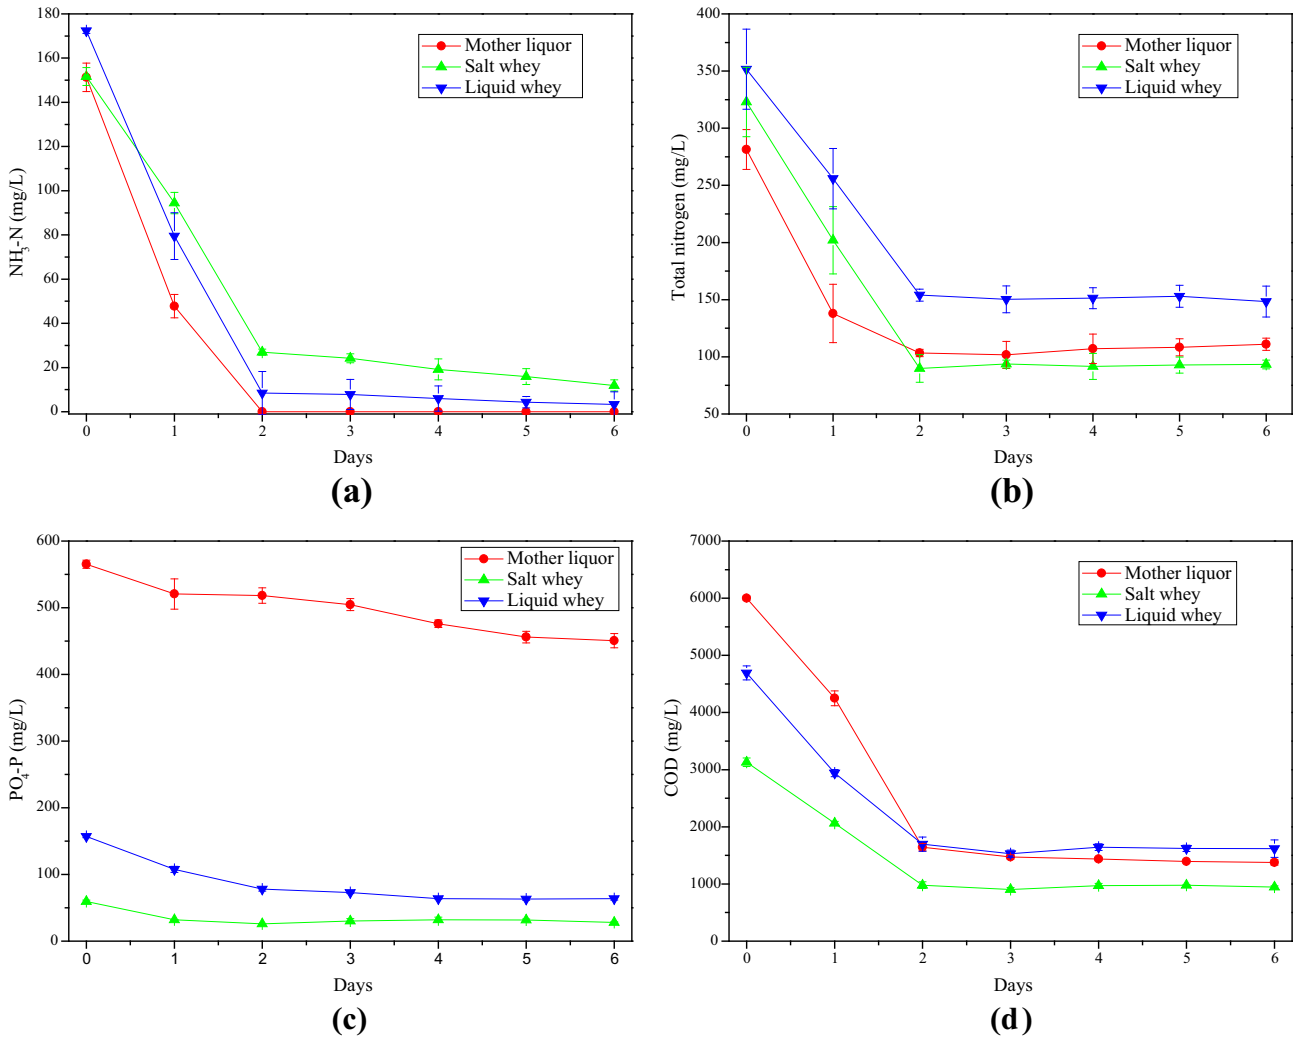 180
160
140
120
100
80
60
40
20
0
NH3-N (mg/L)
Mother liquor
Salt whey
Liquid whey
0 1 2 3 4 5 6
Days
(a)
400
350
300
250
200
150
100
50
Total nitrogen (mg/L)
Mother liquor
Salt whey
Liquid whey
0 1 2 3 4 5 6
Days
(b)
600
500
400
300
200
100
0
PO4-P (mg/L)
Mother liquor
Salt whey
Liquid whey
0 1 2 3 4 5 6
Days
(c)
7000
6000
5000
4000
3000
2000
1000
0
COD (mg/L)
Mother liquor
Salt whey
Liquid whey
0 1 2 3 4 5 6
Days
(d)